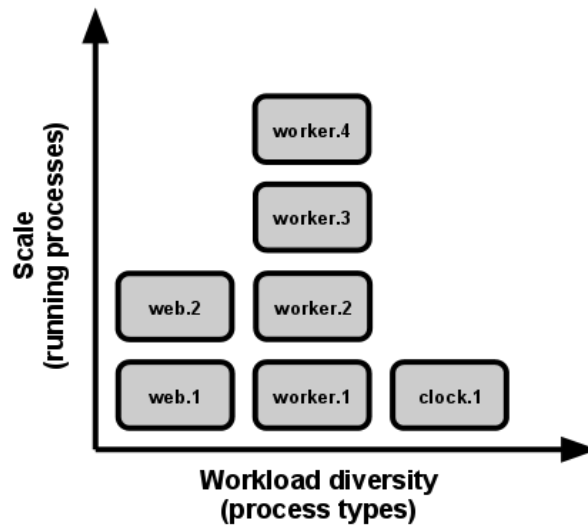 Scale
(running processes)
worker.4
worker.3
web.2
worker.2
web.1
worker.1
clock.1
Workload diversity
(process types)